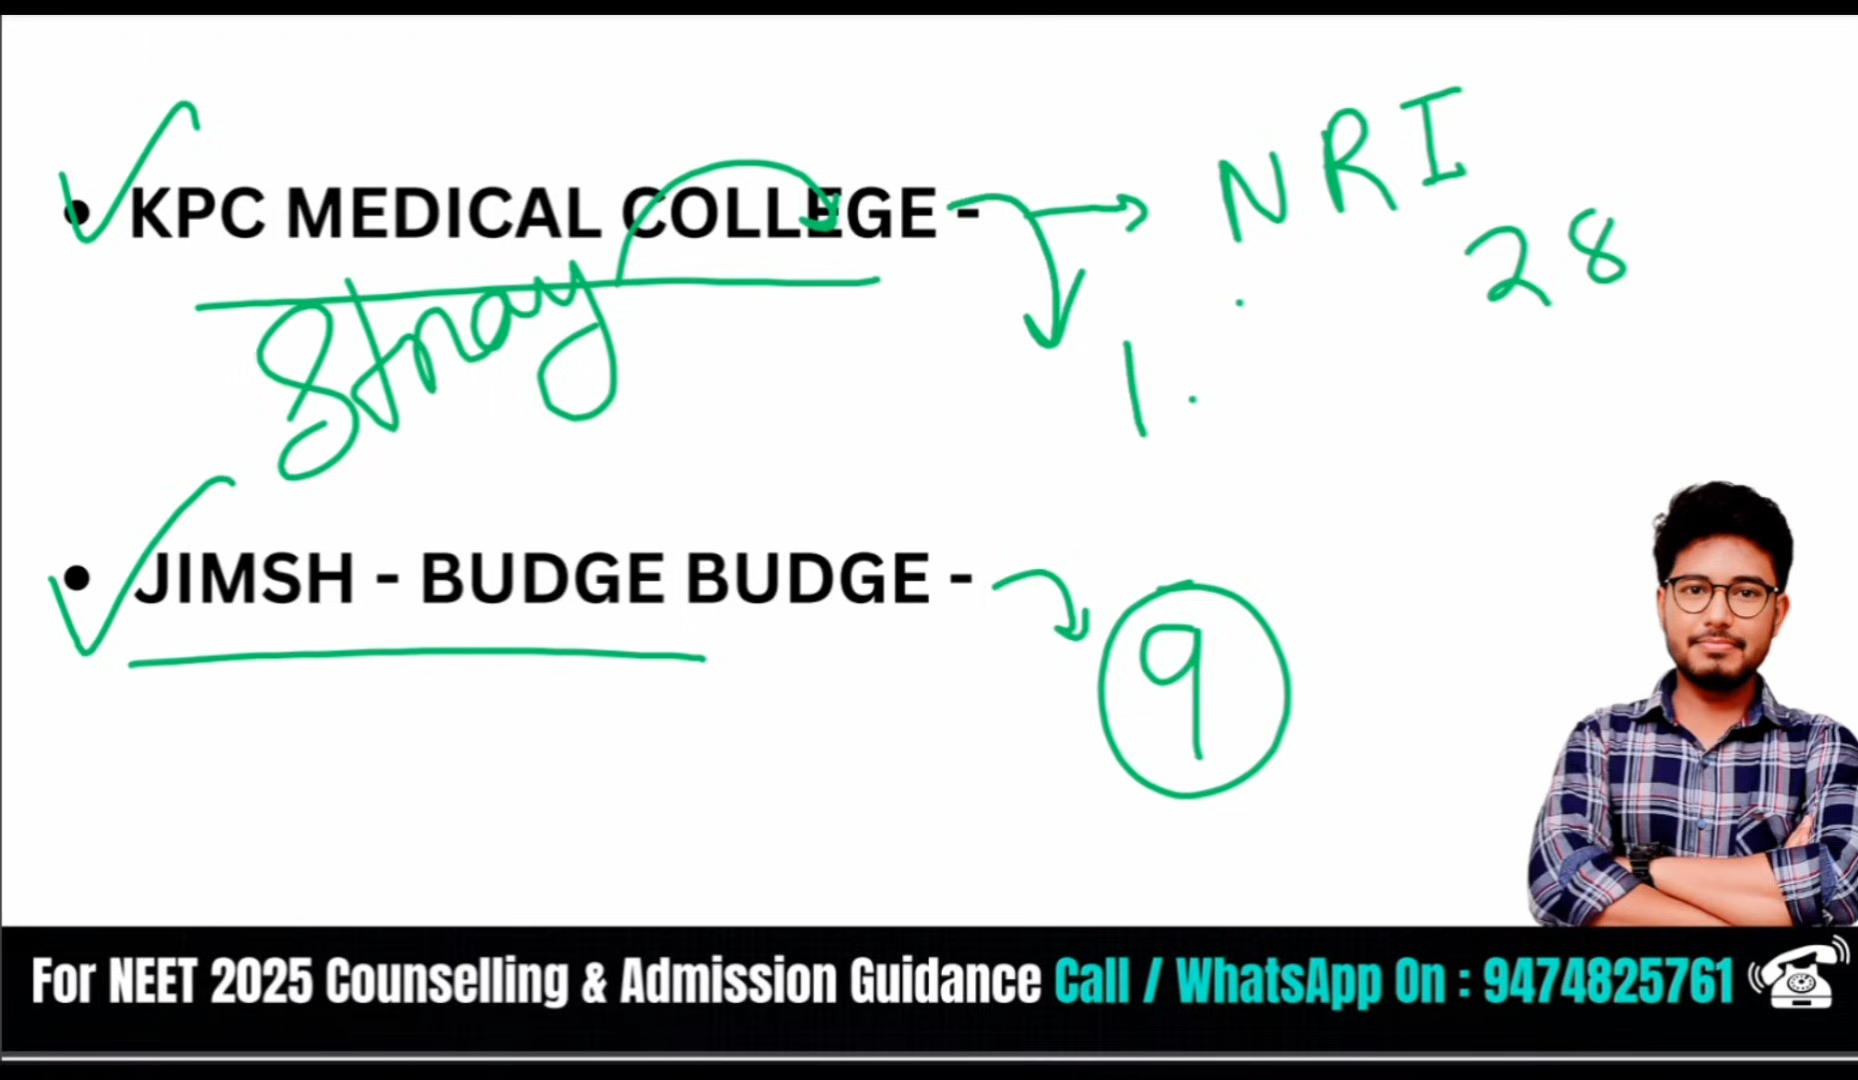 • KPC MEDICAL COLLEGE -
NRI
28
Stray
1.
• JIMSH - BUDGE BUDGE -
9
For NEET 2025 Counselling & Admission Guidance Call / WhatsApp On : 9474825761